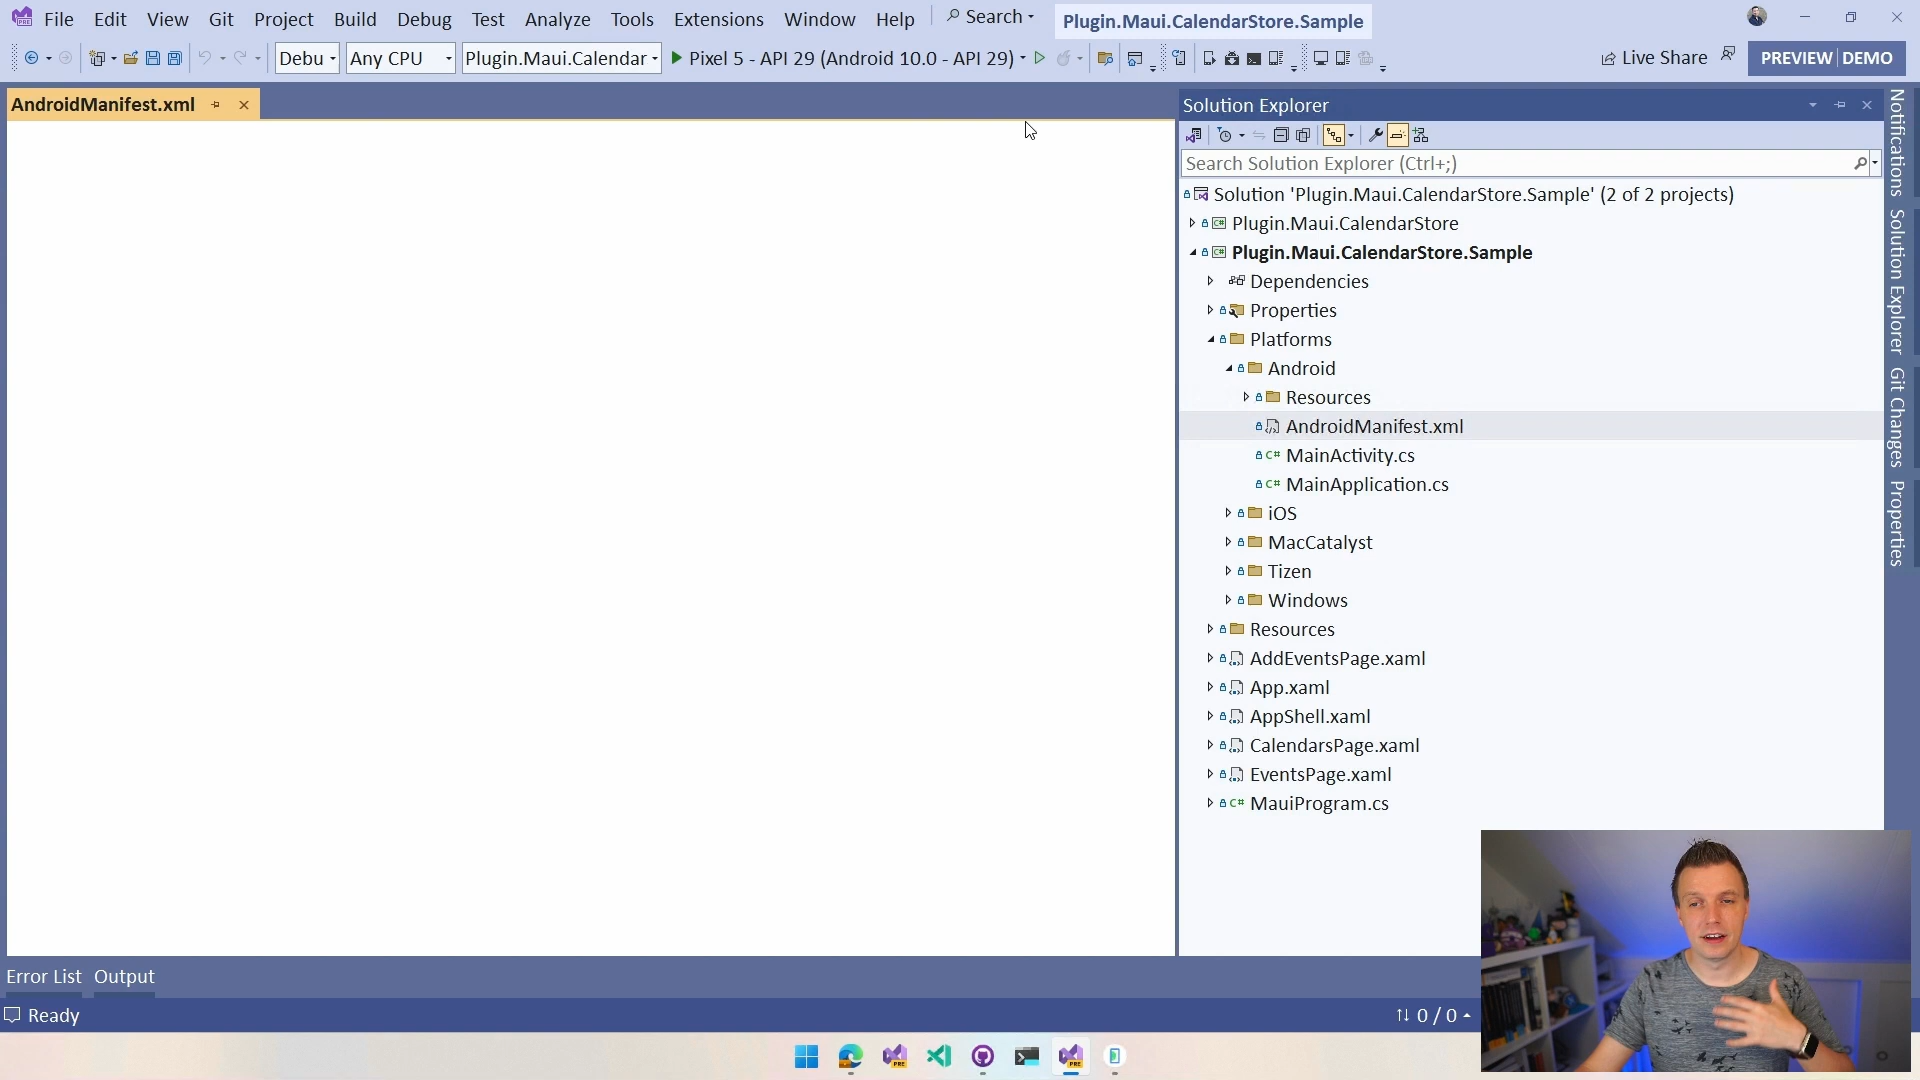 File Edit View Git Project Build Debug Test Analyze Tools Extensions Window Help Search Plugin.Maui.CalendarStore.Sample
Debu Any CPU Plugin.Maui.Calendar Pixel 5 - API 29 (Android 10.0 - API 29) Live Share PREVIEW DEMO
AndroidManifest.xml
Solution Explorer
Search Solution Explorer (Ctrl+;)
Solution 'Plugin.Maui.CalendarStore.Sample' (2 of 2 projects)
Plugin.Maui.CalendarStore
Plugin.Maui.CalendarStore.Sample
Dependencies
Properties
Platforms
Android
Resources
AndroidManifest.xml
MainActivity.cs
MainApplication.cs
iOS
MacCatalyst
Tizen
Windows
Resources
AddEventsPage.xaml
App.xaml
AppShell.xaml
CalendarsPage.xaml
EventsPage.xaml
MauiProgram.cs
Notifications
Solution Explorer
Git Changes
Properties
Error List Output
Ready
0 / 0